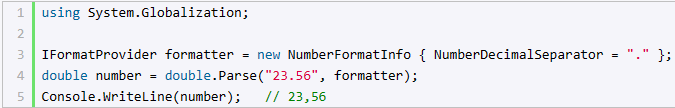 1 using System.Globalization;
2
3 IFormatProvider formatter = new NumberFormatInfo { NumberDecimalSeparator = "." };
4 double number = double.Parse("23.56", formatter);
5 Console.WriteLine(number);   // 23,56